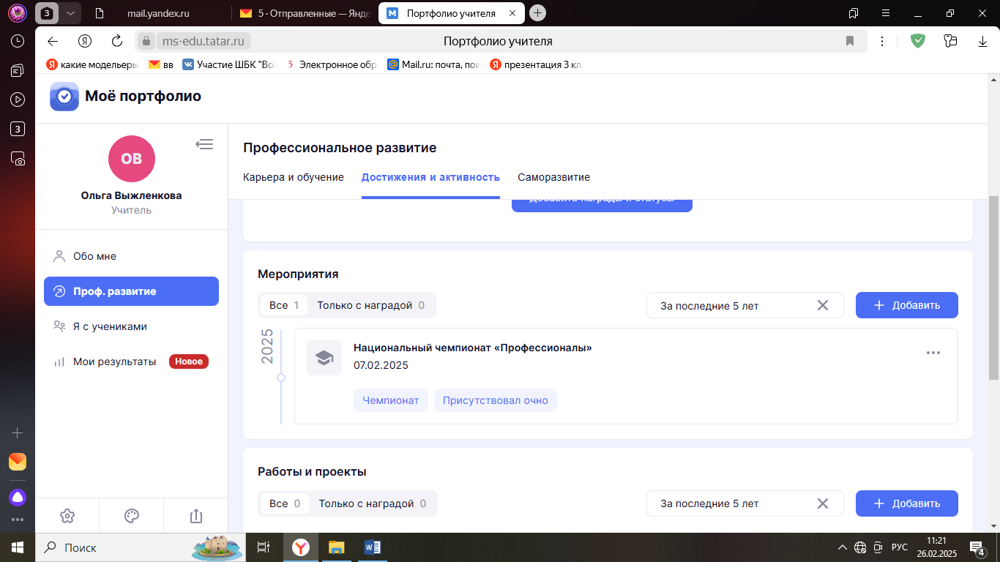 3
mail.yandex.ru
5 · Отправленные — Янде
Портфолио учителя
ms-edu.tatar.ru
Портфолио учителя
какие модельеры
вв
Участие ШБК "Во
Электронное обр
Mail.ru: почта, пои
презентация 3 кл
3
Моё портфолио
ОВ
Ольга Выжленкова
Учитель
Обо мне
Проф. развитие
Я с учениками
Мои результаты
Новое
Профессиональное развитие
Карьера и обучение
Достижения и активность
Саморазвитие
Добавить награды и статусы
Мероприятия
Все 1
Только с наградой 0
За последние 5 лет
Добавить
2025
Национальный чемпионат «Профессионалы»
07.02.2025
Чемпионат
Присутствовал очно
Работы и проекты
Все 0
Только с наградой 0
За последние 5 лет
Добавить
Поиск
РУС
11:21
26.02.2025
4